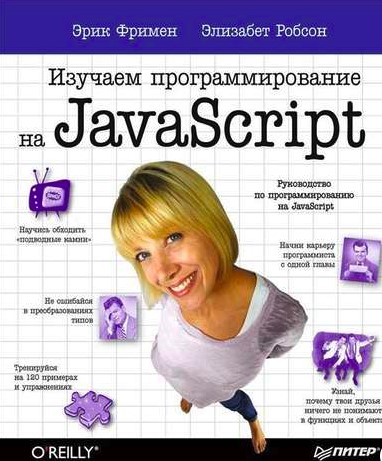 Эрик Фримен Элизабет Робсон
Изучаем программирование
на JavaScript
Руководство
по программированию
на JavaScript
Научись обходить
«подводные камни»
Начни карьеру
программиста
с одной главы
Не ошибайся
в преобразованиях
типов
Тренируйся
на 120 примерах
и упражнениях
Узнай,
почему твои друзья
ничего не понимают
в функциях и объекта
O'REILLY®
ПИТЕР®